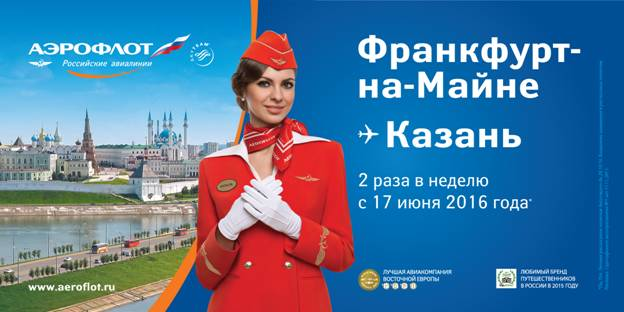 АЭРОФЛОТ
Российские авиалинии
SKYTEAM
Франкфурт-
на-Майне
Казань
2 раза в неделю
с 17 июня 2016 года*
АЭРОФЛОТ
www.aeroflot.ru
ЛУЧШАЯ АВИАКОМПАНИЯ
ВОСТОЧНОЙ ЕВРОПЫ
ЛЮБИМЫЙ БРЕНД
ПУТЕШЕСТВЕННИКОВ
В РОССИИ В 2015 ГОДУ